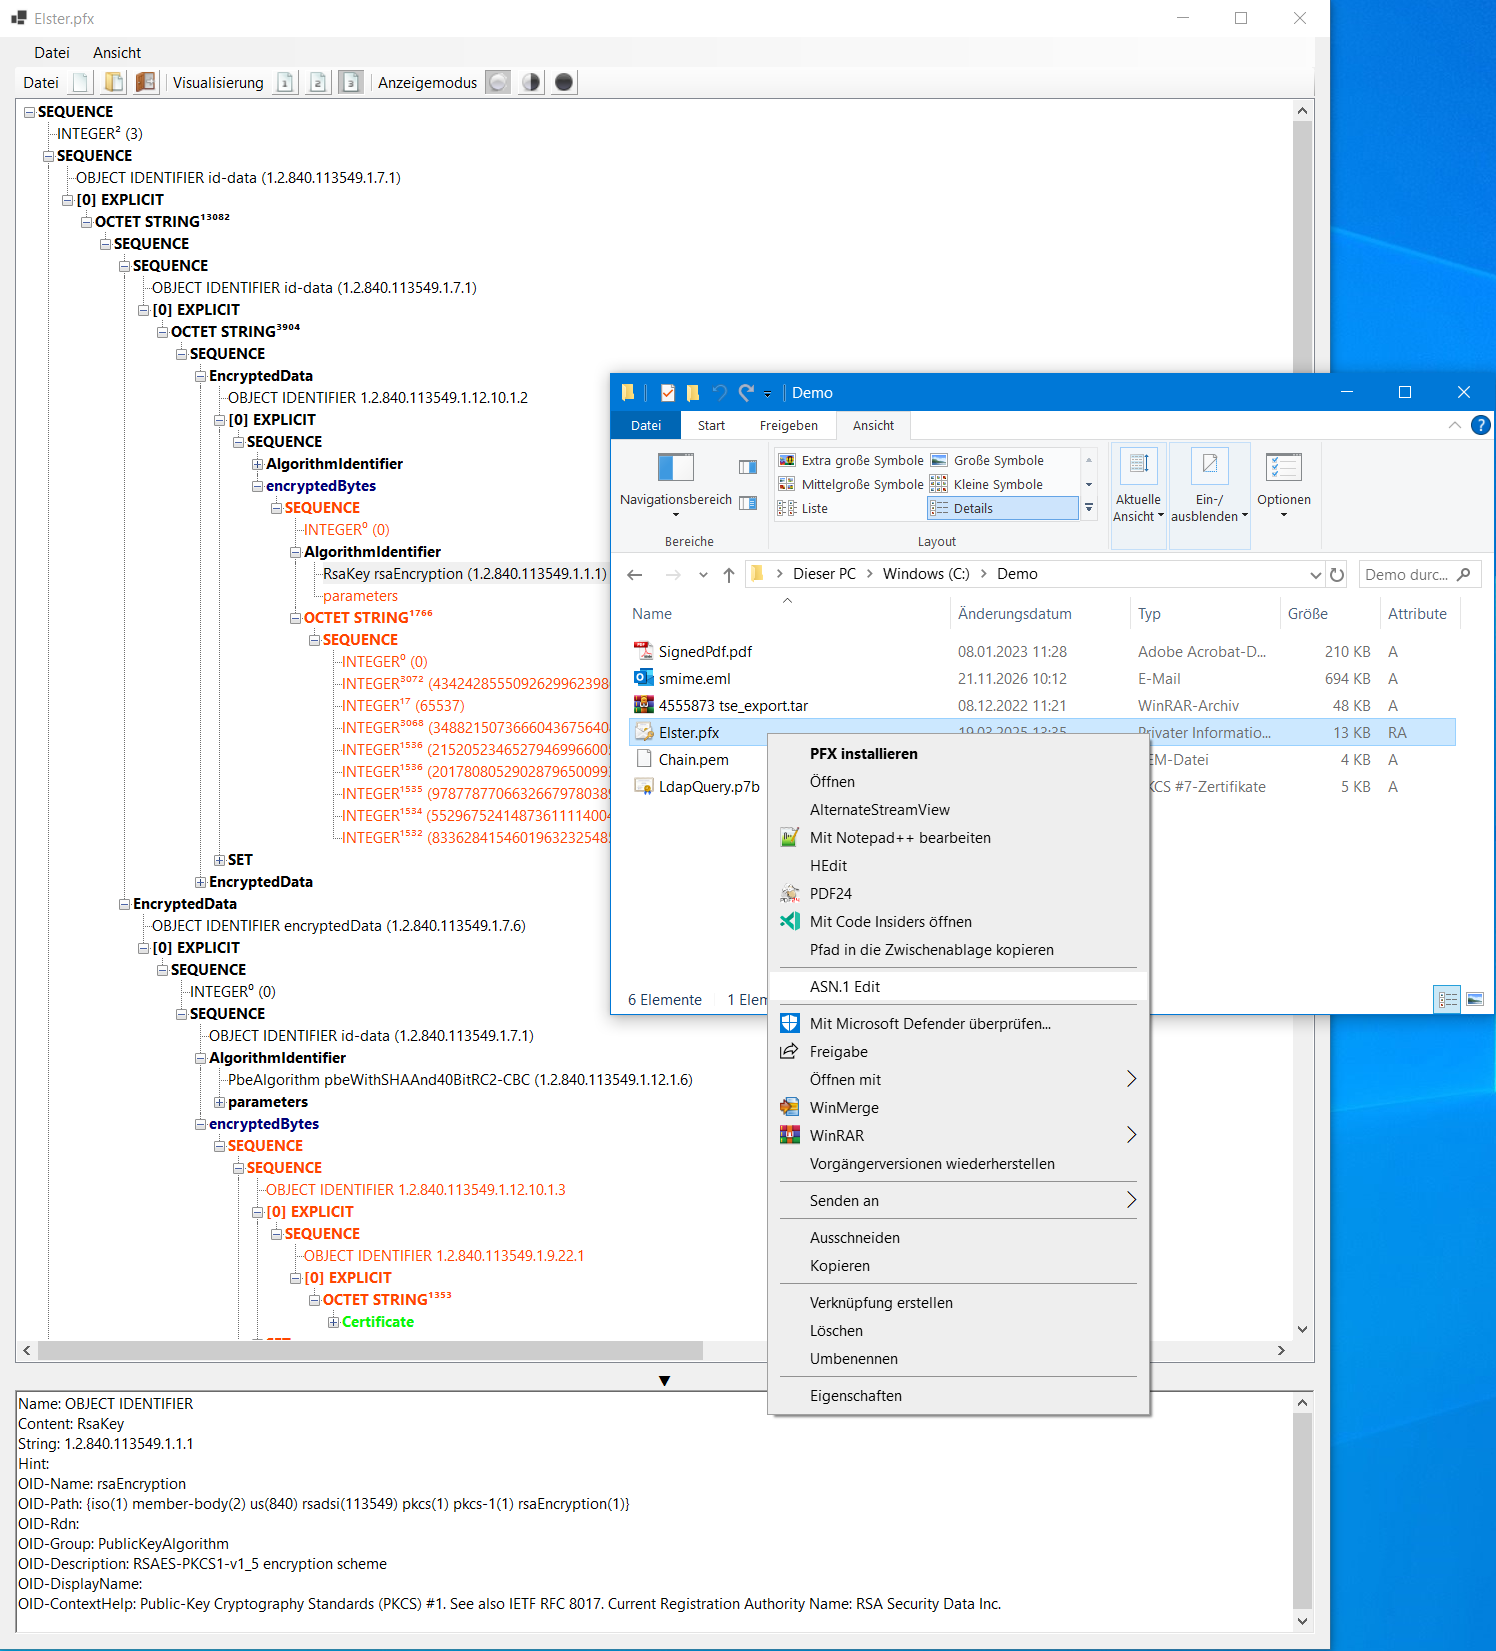 Elster.pfx
Datei Ansicht
Datei Visualisierung 1 2 3 Anzeigemodus
SEQUENCE
INTEGER² (3)
SEQUENCE
OBJECT IDENTIFIER id-data (1.2.840.113549.1.7.1)
[0] EXPLICIT
OCTET STRING¹³⁰⁸²
SEQUENCE
SEQUENCE
OBJECT IDENTIFIER id-data (1.2.840.113549.1.7.1)
[0] EXPLICIT
OCTET STRING³⁹⁰⁴
SEQUENCE
EncryptedData
OBJECT IDENTIFIER 1.2.840.113549.1.12.10.1.2
[0] EXPLICIT
SEQUENCE
AlgorithmIdentifier
encryptedBytes
SEQUENCE
INTEGER⁰ (0)
AlgorithmIdentifier
RsaKey rsaEncryption (1.2.840.113549.1.1.1)
parameters
OCTET STRING¹⁷⁶⁶
SEQUENCE
INTEGER⁰ (0)
INTEGER³⁰⁷² (4342428555092629962398
INTEGER¹⁷ (65537)
INTEGER³⁰⁶⁸ (3488215073666043675640
INTEGER¹⁵³⁶ (2152052346527946996600
INTEGER¹⁵³⁶ (201780805290287965009
INTEGER¹⁵³⁵ (978778770663266797803
INTEGER¹⁵³⁴ (552967524148736111400
INTEGER¹⁵³² (833628415460196323254
SET
EncryptedData
EncryptedData
OBJECT IDENTIFIER encryptedData (1.2.840.113549.1.7.6)
[0] EXPLICIT
SEQUENCE
INTEGER⁰ (0)
SEQUENCE
OBJECT IDENTIFIER id-data (1.2.840.113549.1.7.1)
AlgorithmIdentifier
PbeAlgorithm pbeWithSHAAnd40BitRC2-CBC (1.2.840.113549.1.12.1.6)
parameters
encryptedBytes
SEQUENCE
SEQUENCE
OBJECT IDENTIFIER 1.2.840.113549.1.12.10.1.3
[0] EXPLICIT
SEQUENCE
OBJECT IDENTIFIER 1.2.840.113549.1.9.22.1
[0] EXPLICIT
OCTET STRING¹³⁵³
Certificate
Name: OBJECT IDENTIFIER
Content: RsaKey
String: 1.2.840.113549.1.1.1
Hint:
OID-Name: rsaEncryption
OID-Path: {iso(1) member-body(2) us(840) rsadsi(113549) pkcs(1) pkcs-1(1) rsaEncryption(1)}
OID-Rdn:
OID-Group: PublicKeyAlgorithm
OID-Description: RSAES-PKCS1-v1_5 encryption scheme
OID-DisplayName:
OID-ContextHelp: Public-Key Cryptography Standards (PKCS) #1. See also IETF RFC 8017. Current Registration Authority Name: RSA Security Data Inc.
Demo
Datei Start Freigeben Ansicht
Navigationsbereich
Bereiche
Extra große Symbole Große Symbole
Mittelgroße Symbole Kleine Symbole
Liste Details
Layout
Aktuelle Ansicht
Ein-/ausblenden
Optionen
Dieser PC > Windows (C:) > Demo
Demo durc...
Name Änderungsdatum Typ Größe Attribute
SignedPdf.pdf 08.01.2023 11:28 Adobe Acrobat-D... 210 KB A
smime.eml 21.11.2026 10:12 E-Mail 694 KB A
4555873 tse_export.tar 08.12.2022 11:21 WinRAR-Archiv 48 KB A
Elster.pfx 19.03.2025 13:35 Privater Informatio... 13 KB RA
Chain.pem EM-Datei 4 KB A
LdapQuery.p7b KCS #7-Zertifikate 5 KB A
6 Elemente 1 Elem
PFX installieren
Öffnen
AlternateStreamView
Mit Notepad++ bearbeiten
HEdit
PDF24
Mit Code Insiders öffnen
Pfad in die Zwischenablage kopieren
ASN.1 Edit
Mit Microsoft Defender überprüfen...
Freigabe
Öffnen mit
WinMerge
WinRAR
Vorgängerversionen wiederherstellen
Senden an
Ausschneiden
Kopieren
Verknüpfung erstellen
Löschen
Umbenennen
Eigenschaften